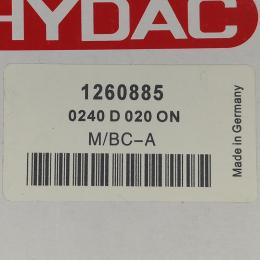 HYDAC
1260885
0240 D 020 ON
M/BC-A
Made in Germany